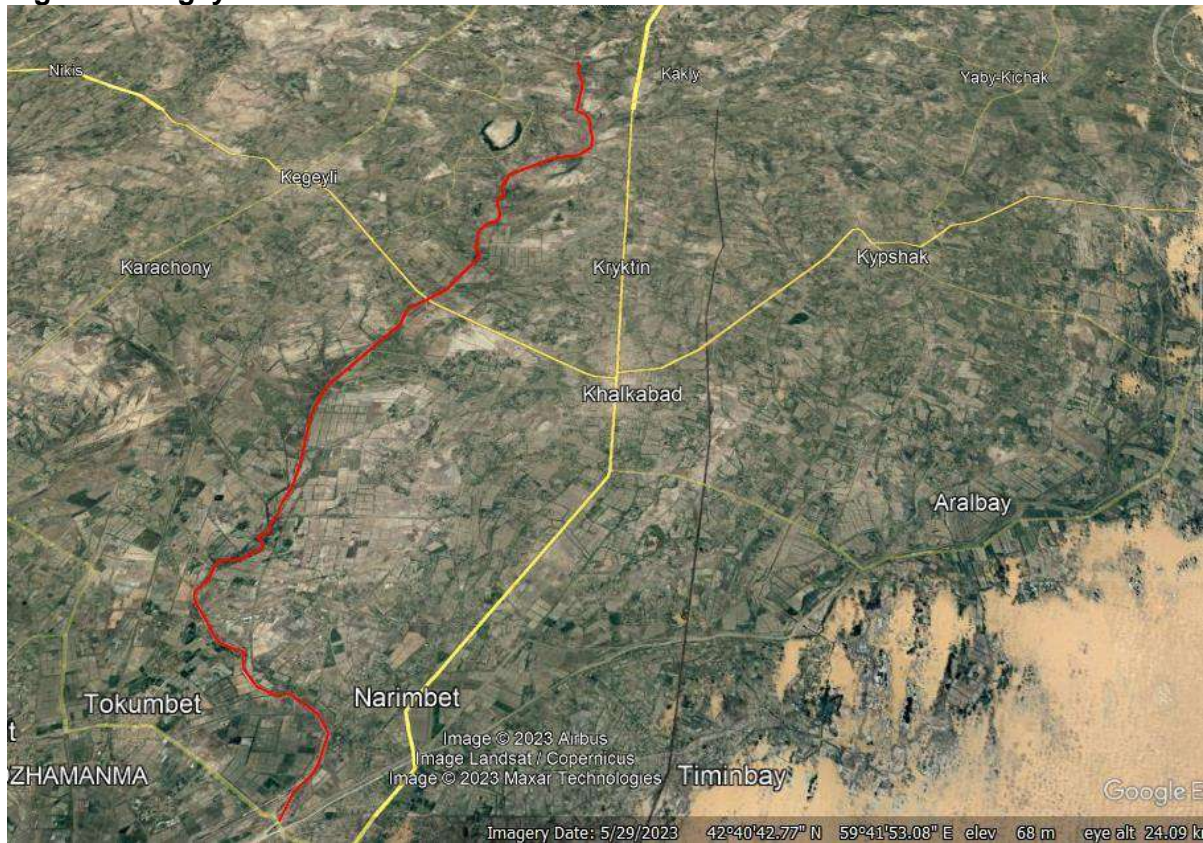 Nikis
Kakly
Yaby-Kichak
Kegeyli
Karachony
Kryktin
Kypshak
Khalkabad
Aralbay
Tokumbet
Narimbet
Image © 2023 Airbus
Image Landsat / Copernicus
Image © 2023 Maxar Technologies
t
OZHAMANMA
Timinbay
Google E
Imagery Date: 5/29/2023 42°40'42.77" N 59°41'53.08" E elev 68 m eye alt 24.09 k